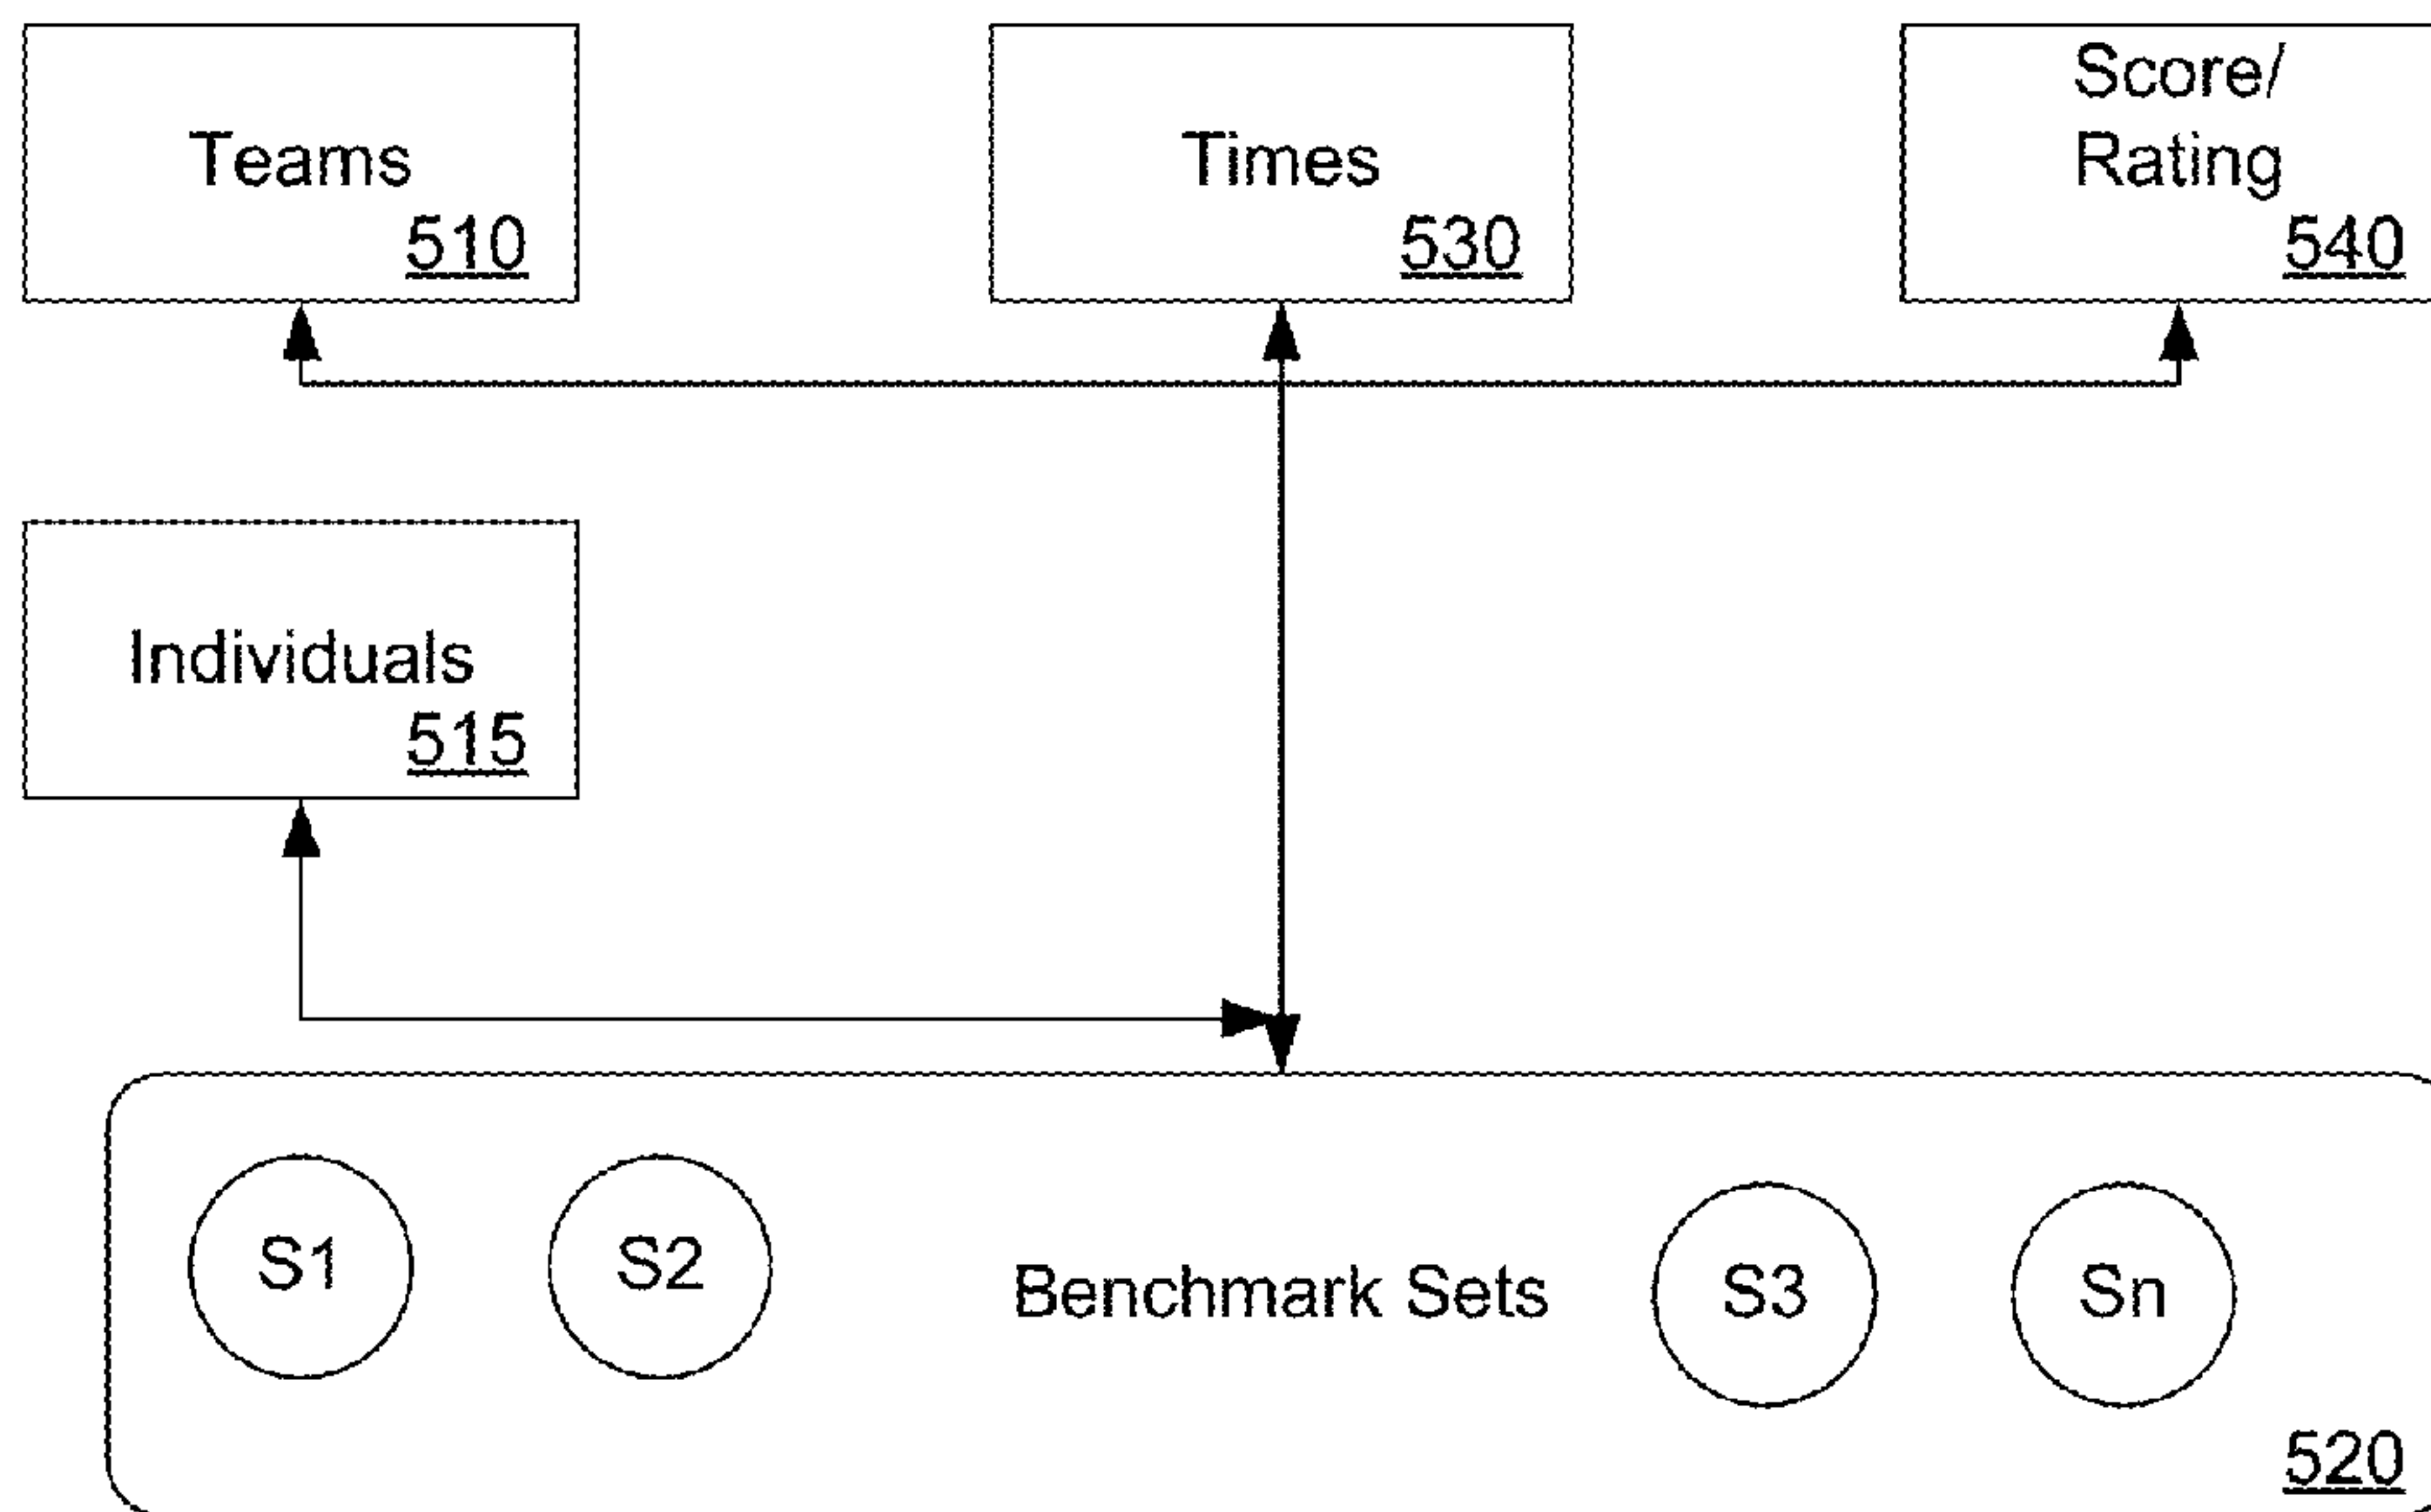 Teams
510
Times
530
Score/
Rating
540
Individuals
515
S1
S2
Benchmark Sets
S3
Sn
520